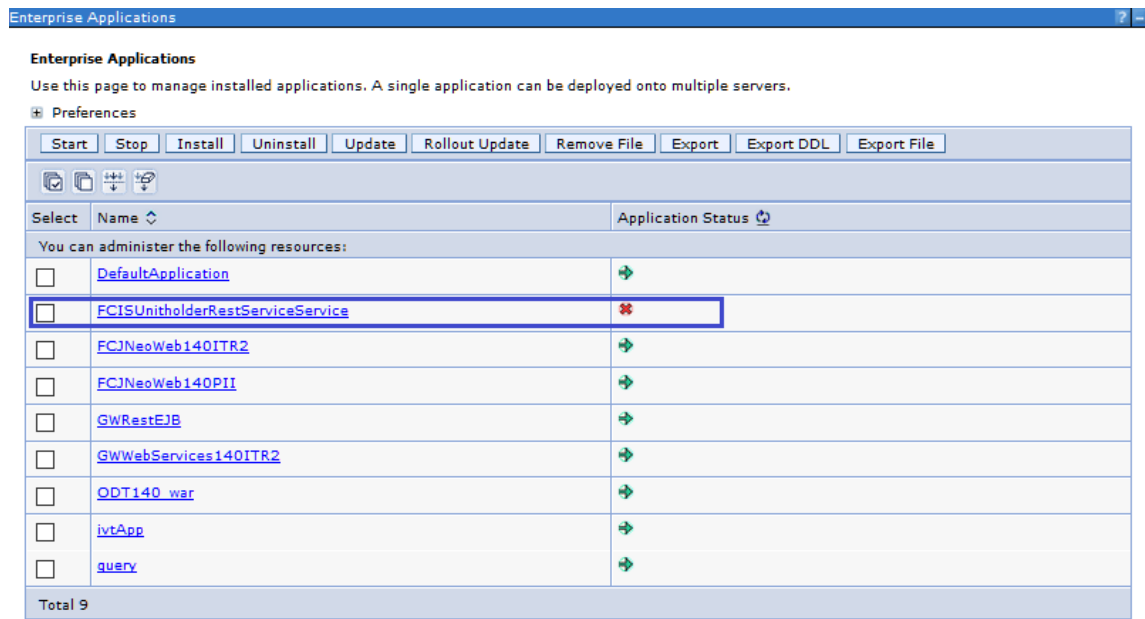 Enterprise Applications
? -
Enterprise Applications
Use this page to manage installed applications. A single application can be deployed onto multiple servers.
+ Preferences
Start Stop Install Uninstall Update Rollout Update Remove File Export Export DDL Export File
Select Name Application Status
You can administer the following resources:
DefaultApplication
FCISUnitholderRestServiceService
FCJNeoWeb140ITR2
FCJNeoWeb140PII
GWRestEJB
GWWebServices140ITR2
ODT140_war
ivtApp
query
Total 9